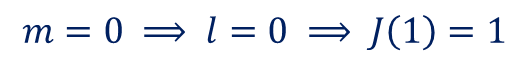 m = 0 ⟹ l = 0 ⟹ J(1) = 1